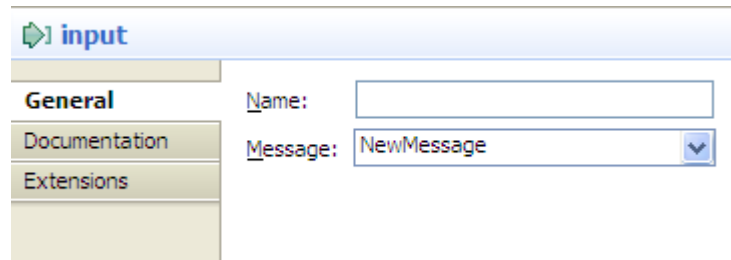 input
General
Name:
Documentation
Message: NewMessage
Extensions